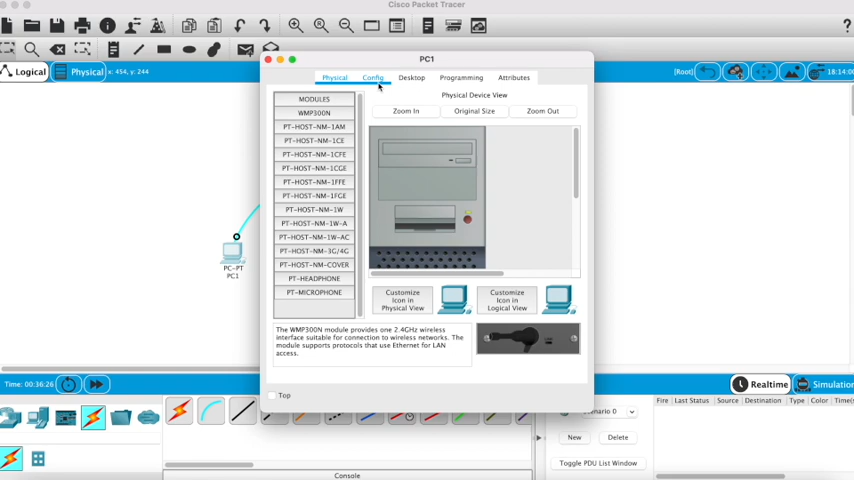 Cisco Packet Tracer
Logical
Physical
x: 454, y: 244
[Root]
18:14:00
PC1
Physical
Config
Desktop
Programming
Attributes
MODULES
WMP300N
PT-HOST-NM-1AM
PT-HOST-NM-1CE
PT-HOST-NM-1CFE
PT-HOST-NM-1CGE
PT-HOST-NM-1FFE
PT-HOST-NM-1FGE
PT-HOST-NM-1W
PT-HOST-NM-1W-A
PT-HOST-NM-1W-AC
PT-HOST-NM-3G/4G
PT-HOST-NM-COVER
PT-HEADPHONE
PT-MICROPHONE
Physical Device View
Zoom In
Original Size
Zoom Out
Customize
Icon in
Physical View
Customize
Icon in
Logical View
The WMP300N module provides one 2.4GHz wireless
interface suitable for connection to wireless networks. The
module supports protocols that use Ethernet for LAN
access.
Top
PC-PT
PC1
Time: 00:36:26
Realtime
Simulation
Scenario 0
New
Delete
Toggle PDU List Window
Fire
Last Status
Source
Destination
Type
Color
Time(s
Console